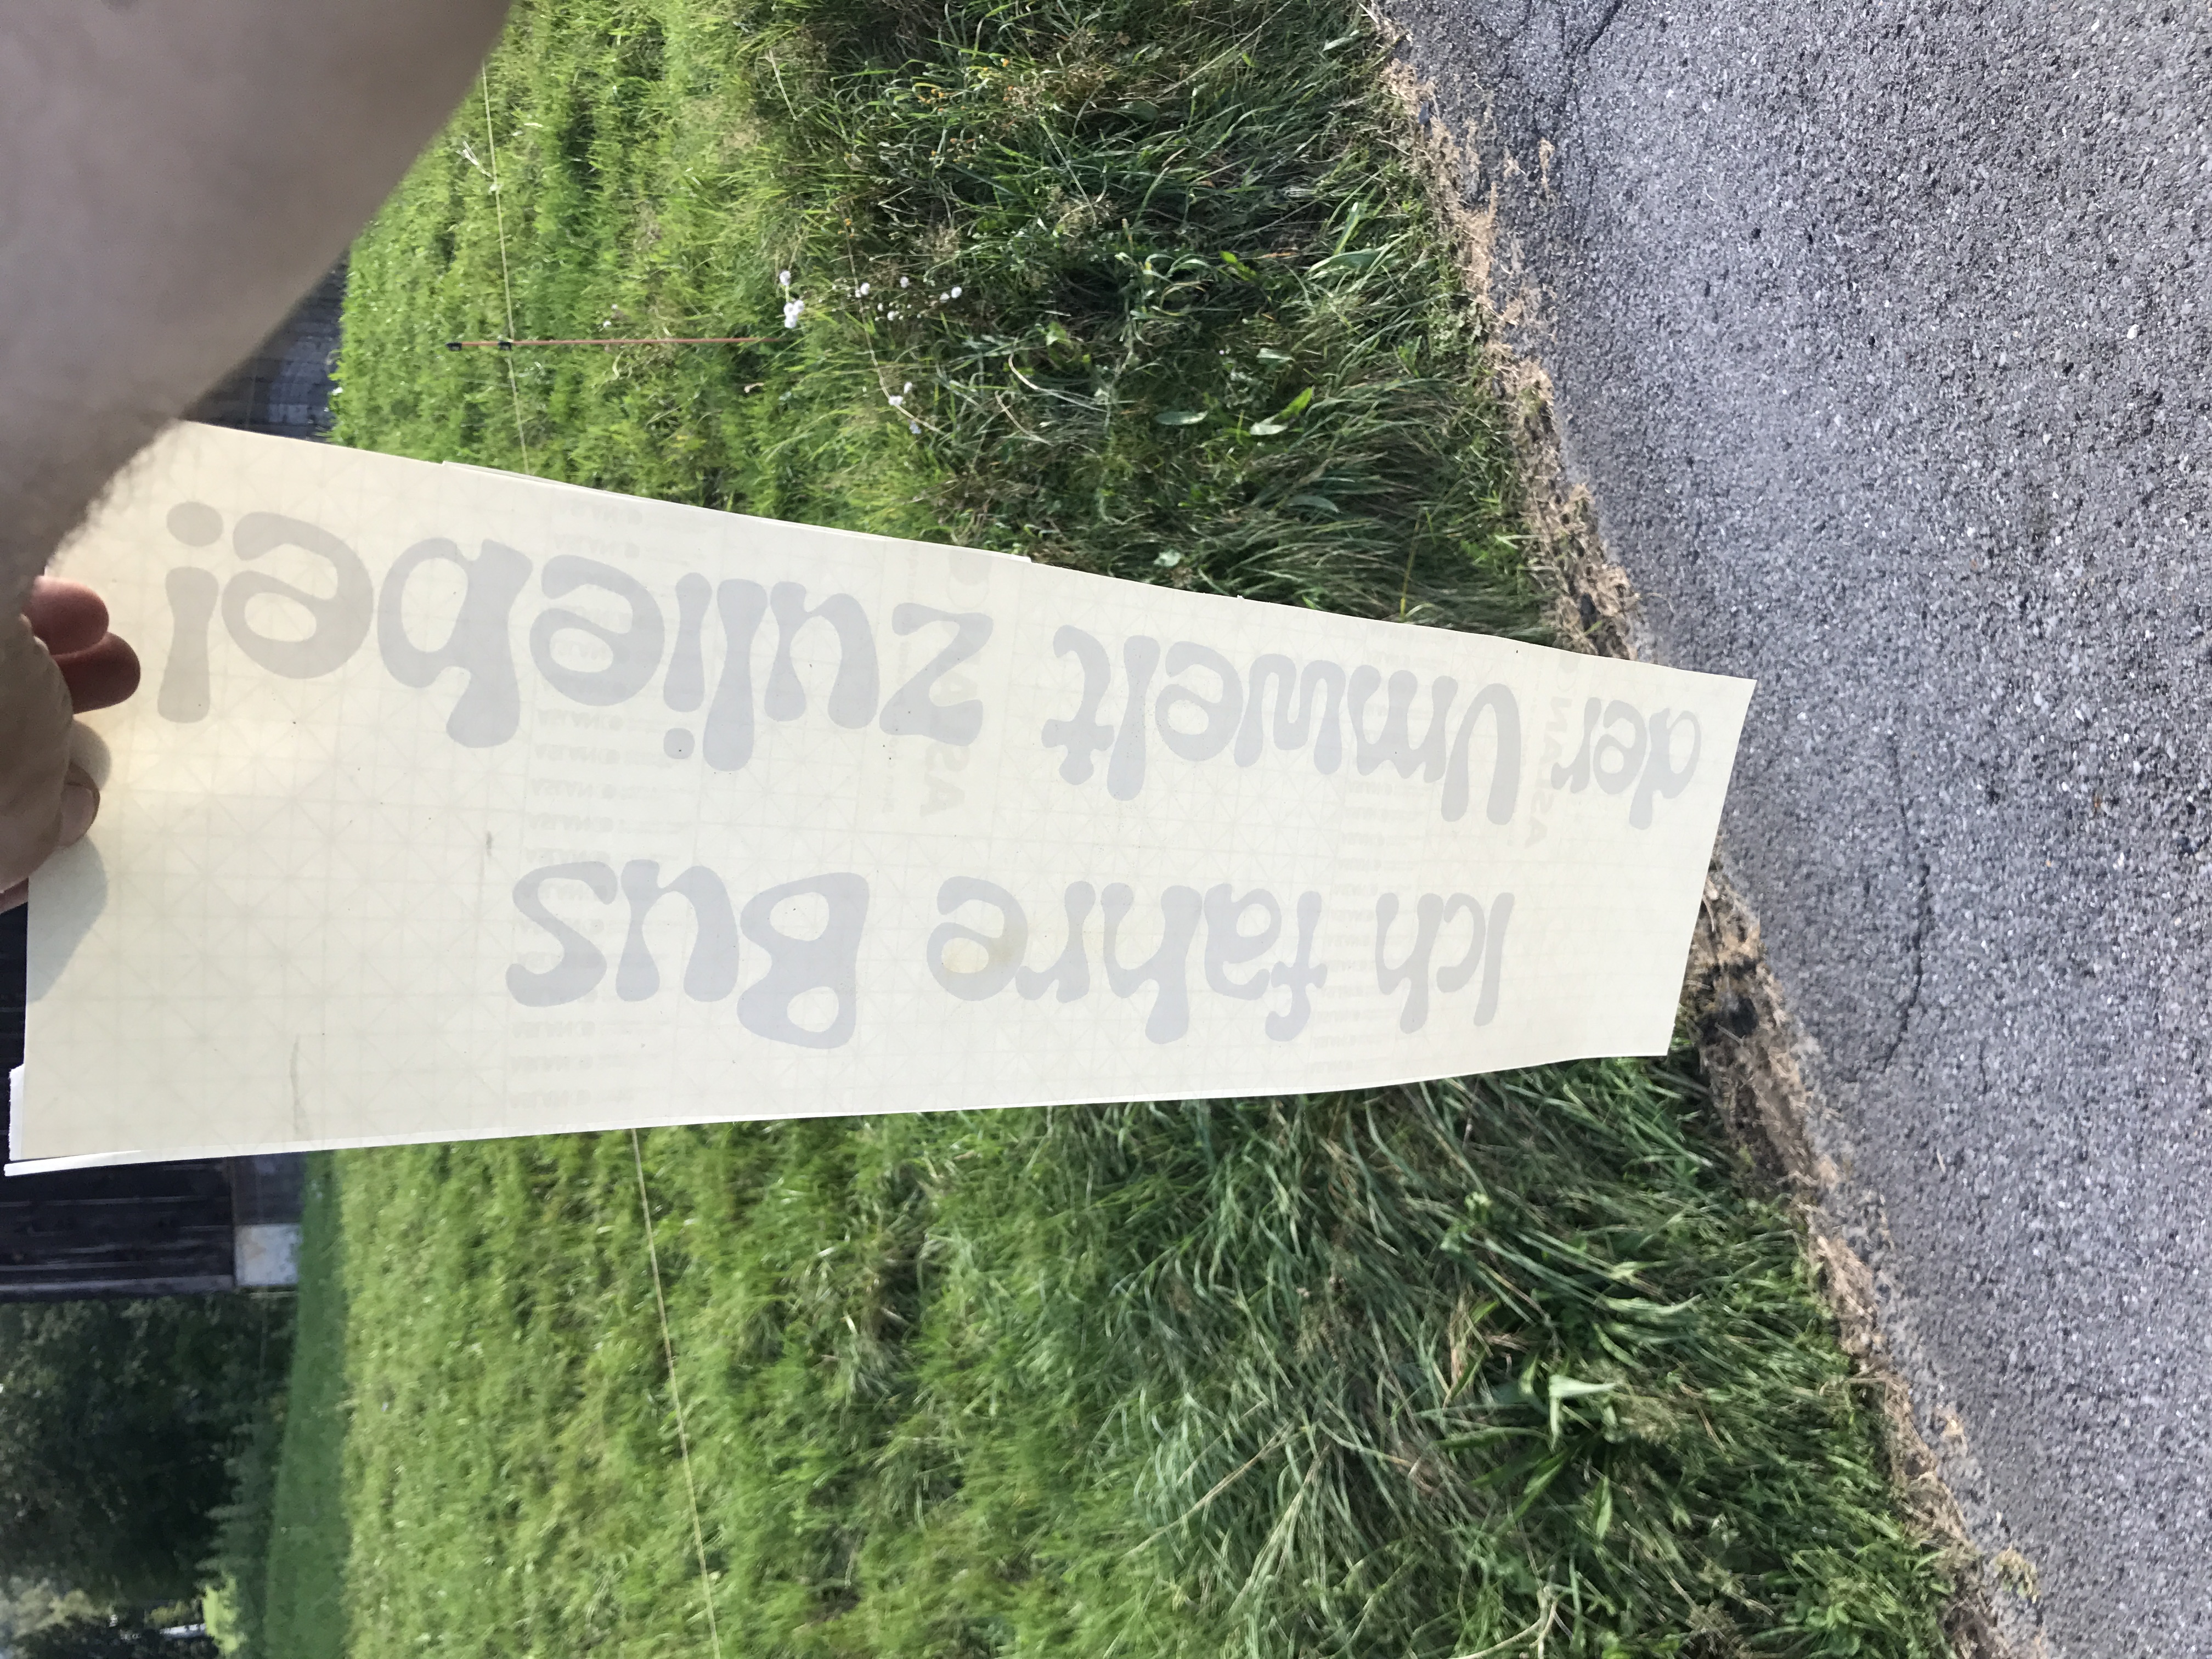 Ich fahre Bus
der Umwelt zuliebe!